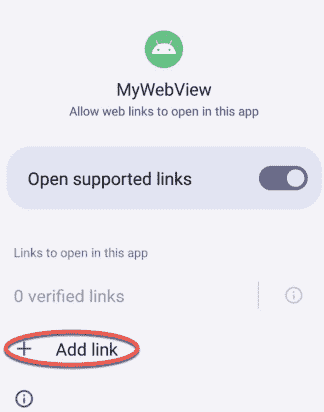 MyWebView
Allow web links to open in this app
Open supported links
Links to open in this app
0 verified links
+ Add link